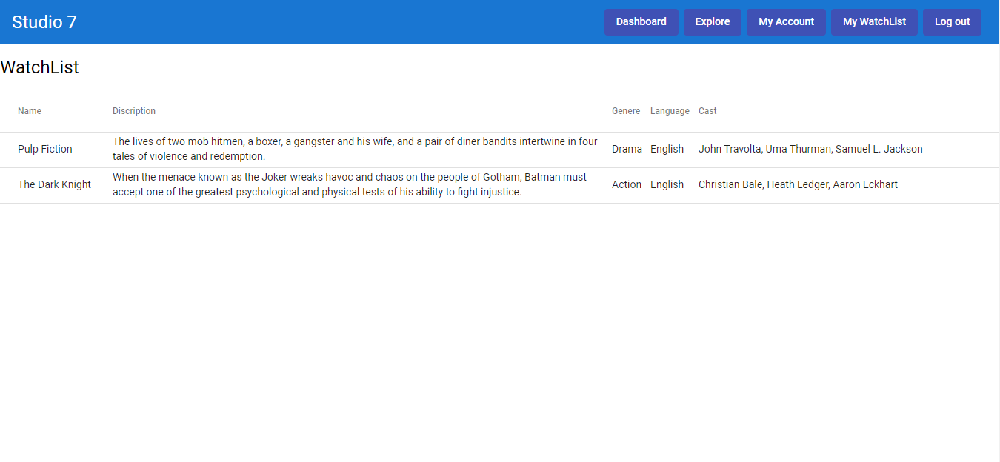 Studio 7 Dashboard Explore My Account My WatchList Log out
WatchList
Name Discription Genere Language Cast
Pulp Fiction The lives of two mob hitmen, a boxer, a gangster and his wife, and a pair of diner bandits intertwine in four tales of violence and redemption. Drama English John Travolta, Uma Thurman, Samuel L. Jackson
The Dark Knight When the menace known as the Joker wreaks havoc and chaos on the people of Gotham, Batman must accept one of the greatest psychological and physical tests of his ability to fight injustice. Action English Christian Bale, Heath Ledger, Aaron Eckhart